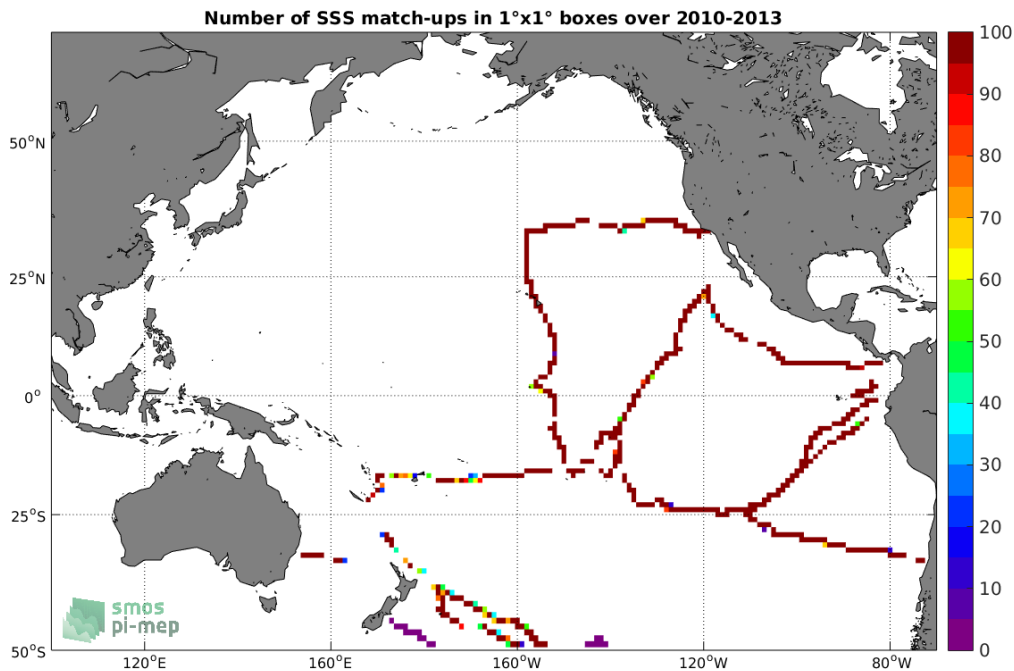 Number of SSS match-ups in 1°x1° boxes over 2010-2013
100
90
80
70
60
50
40
30
20
10
0
50°N
25°N
0°
25°S
50°S
120°E
160°E
160°W
120°W
80°W
smos
pi-mep